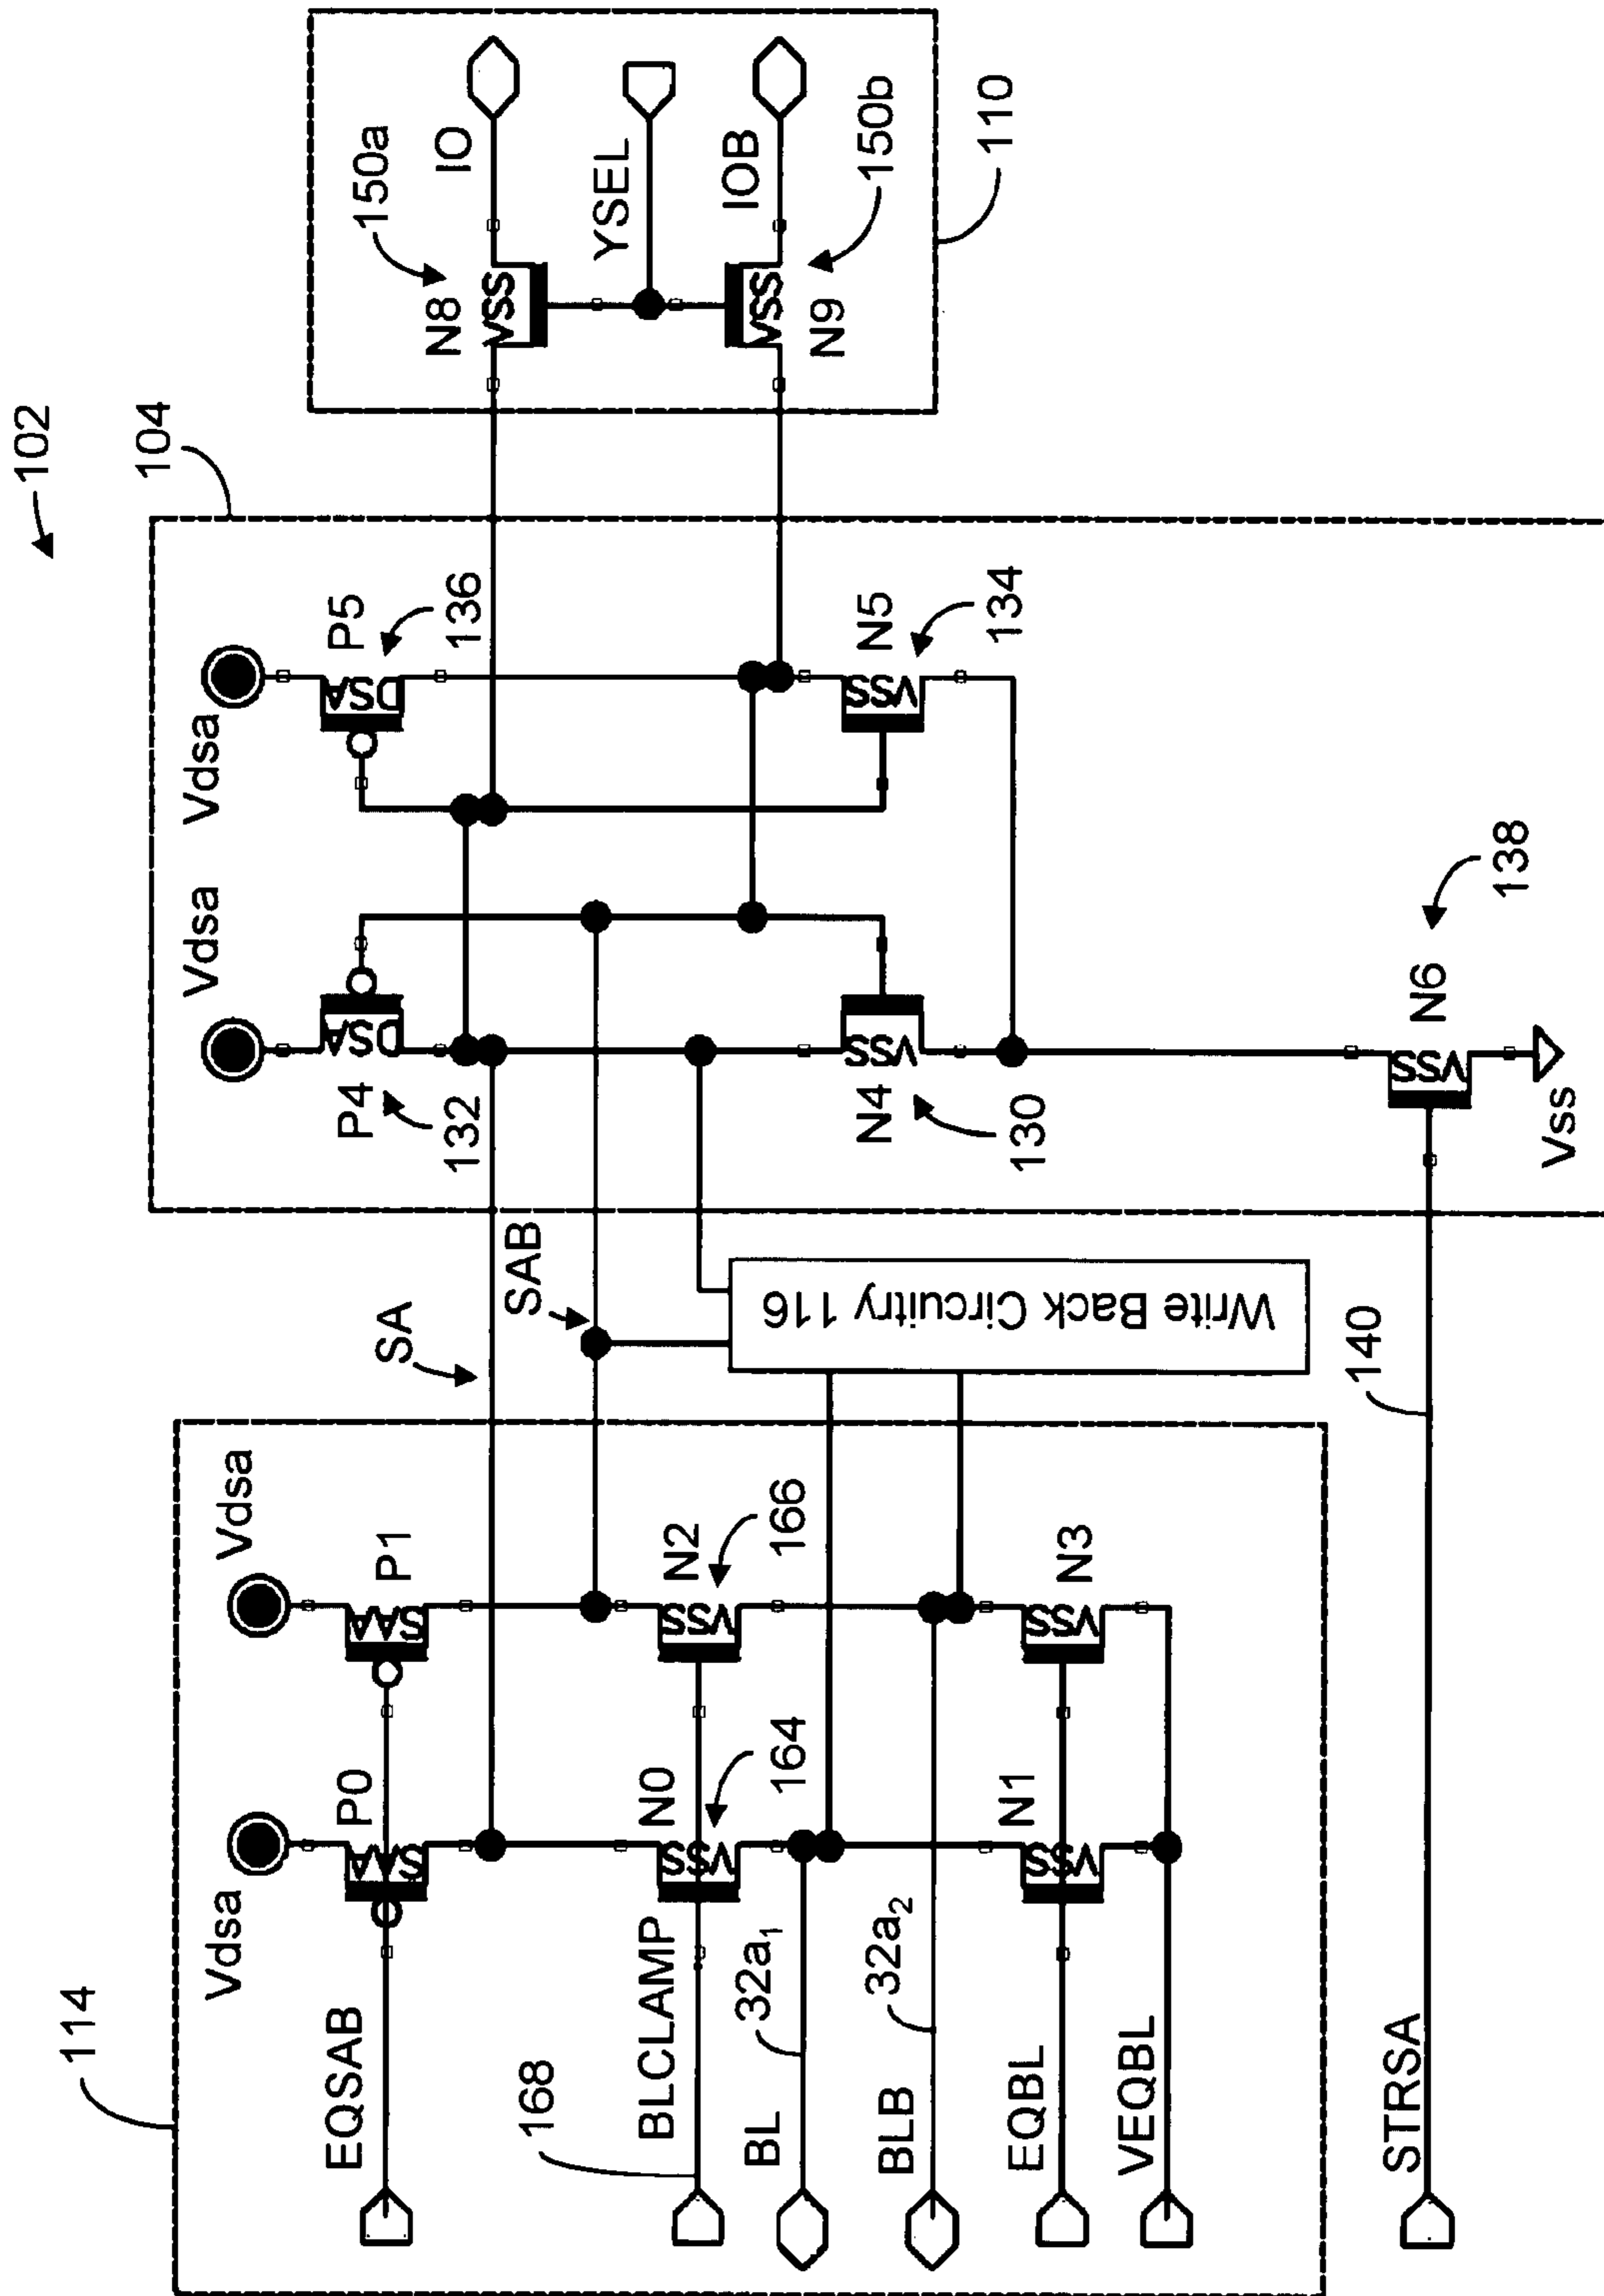 102
114
104
Vdsa
Vdsa
Vdsa
Vdsa
EQSAB
P0
SAA
P1
SAA
SA
P4
DSA
132
P5
DSA
136
N8
VSS
150a
IO
SAB
168
BLCLAMP
N0
VSS
164
N2
VSS
166
YSEL
BL
32a1
Write Back Circuitry 116
N4
VSS
130
N5
VSS
134
N9
VSS
IOB
150b
BLB
32a2
110
EQBL
N1
VSS
N3
VSS
VEQBL
STRSA
140
N6
VSS
138
Vss